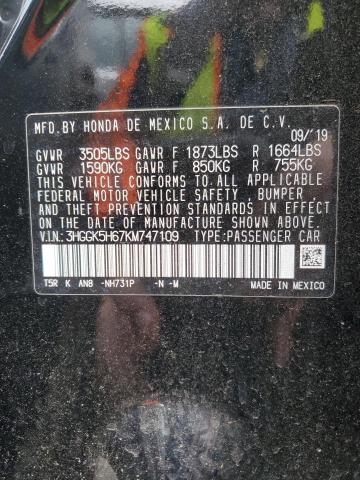 MFD.BY HONDA DE MEXICO S.A. DE C.V.
09/'19
GVWR 3505LBS GAWR F 1873LBS R 1664LBS
GVWR 1590KG GAWR F 850KG R 755KG
THIS VEHICLE CONFORMS TO ALL APPLICABLE
FEDERAL MOTOR VEHICLE SAFETY, BUMPER
AND THEFT PREVENTION STANDARDS IN EFFECT
ON THE DATE OF MANUFACTURE SHOWN ABOVE.
V.I.N.:3HGGK5H67KM747109 TYPE:PASSENGER CAR
T5R K AN8 -NH731P -N -M
MADE IN MEXICO